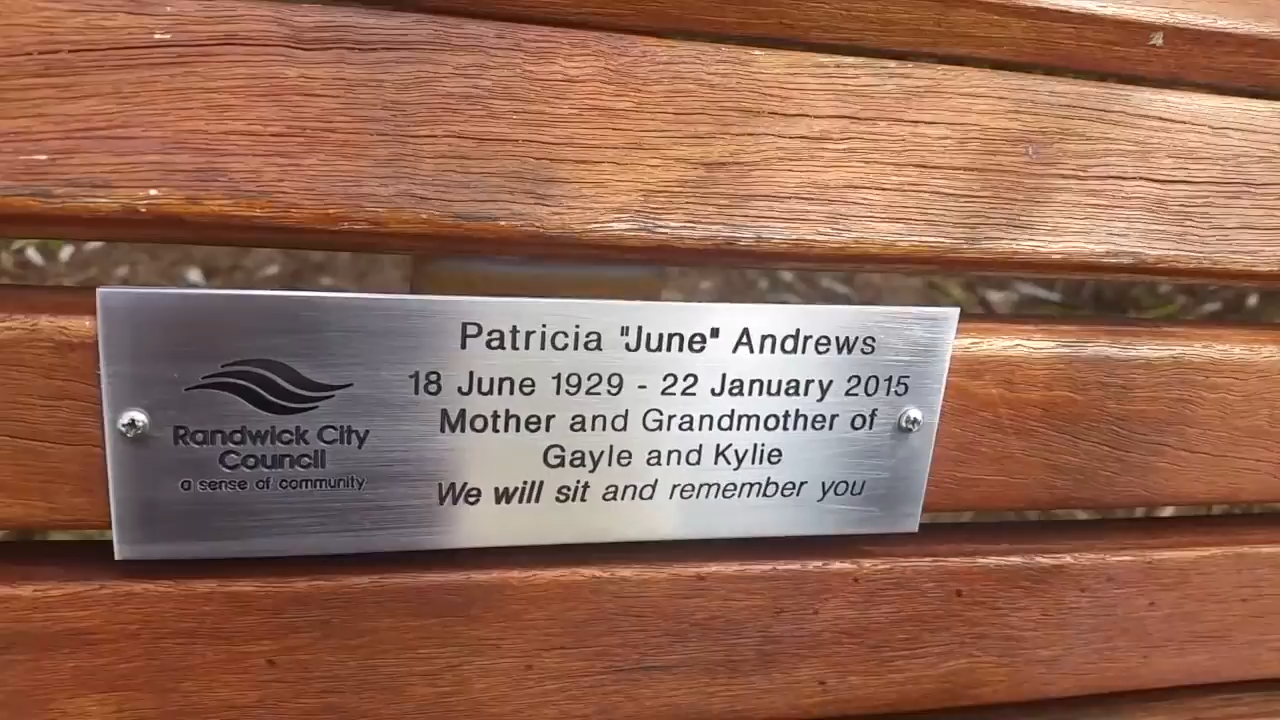 Patricia "June" Andrews
18 June 1929 - 22 January 2015
Mother and Grandmother of
Gayle and Kylie
We will sit and remember you
Randwick City
Council
a sense of community